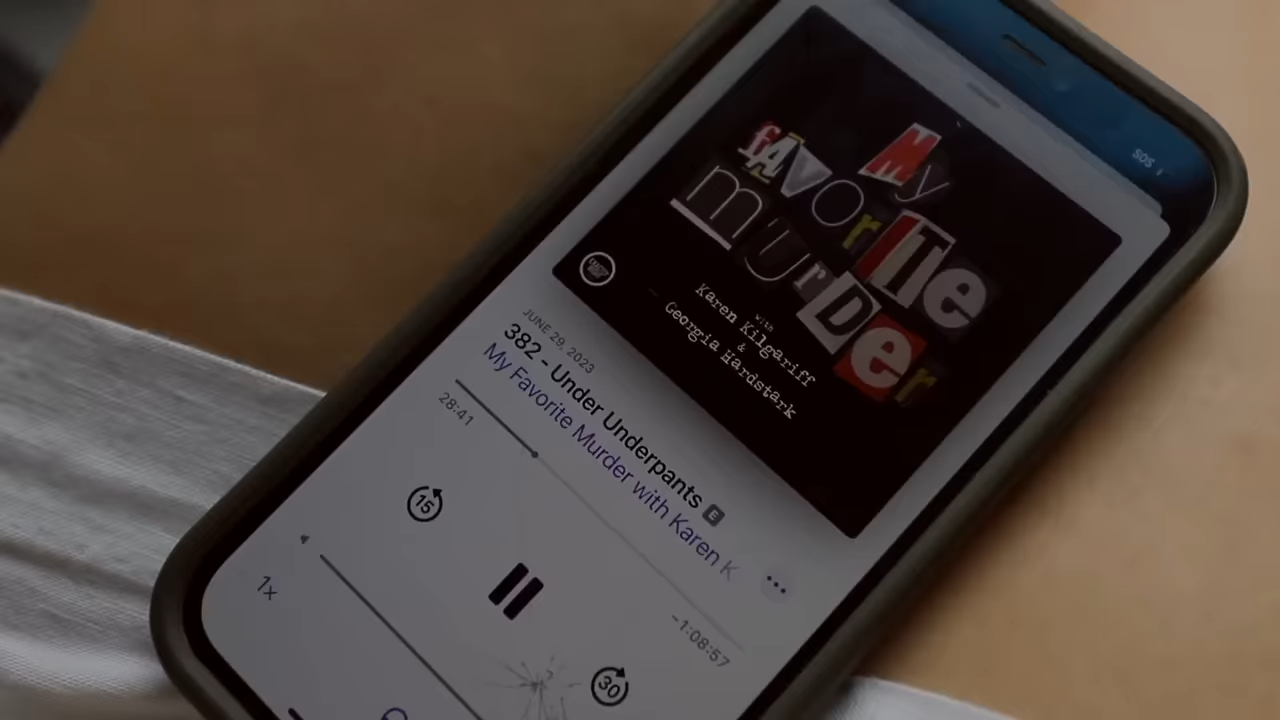 SOS
My
fAVOrITe
mUrDer
with
Karen Kilgariff
&
Georgia Hardstark
JUNE 29, 2023
382 - Under Underpants E
My Favorite Murder with Karen K
28:41
-1:08:57
15
30
1x